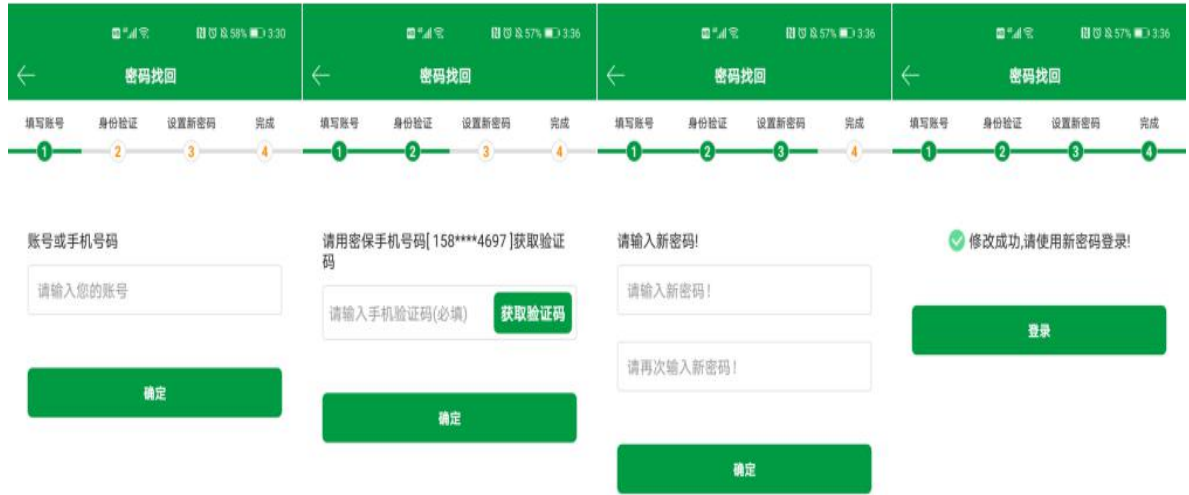 58% 3:30
密码找回
填写账号 身份验证 设置新密码 完成
1 2 3 4
账号或手机号码
请输入您的账号
确定
57% 3:36
密码找回
填写账号 身份验证 设置新密码 完成
1 2 3 4
请用密保手机号码[ 158****4697 ]获取验证
码
请输入手机验证码(必填) 获取验证码
确定
57% 3:36
密码找回
填写账号 身份验证 设置新密码 完成
1 2 3 4
请输入新密码!
请输入新密码!
请再次输入新密码!
确定
57% 3:36
密码找回
填写账号 身份验证 设置新密码 完成
1 2 3 4
修改成功,请使用新密码登录!
登录